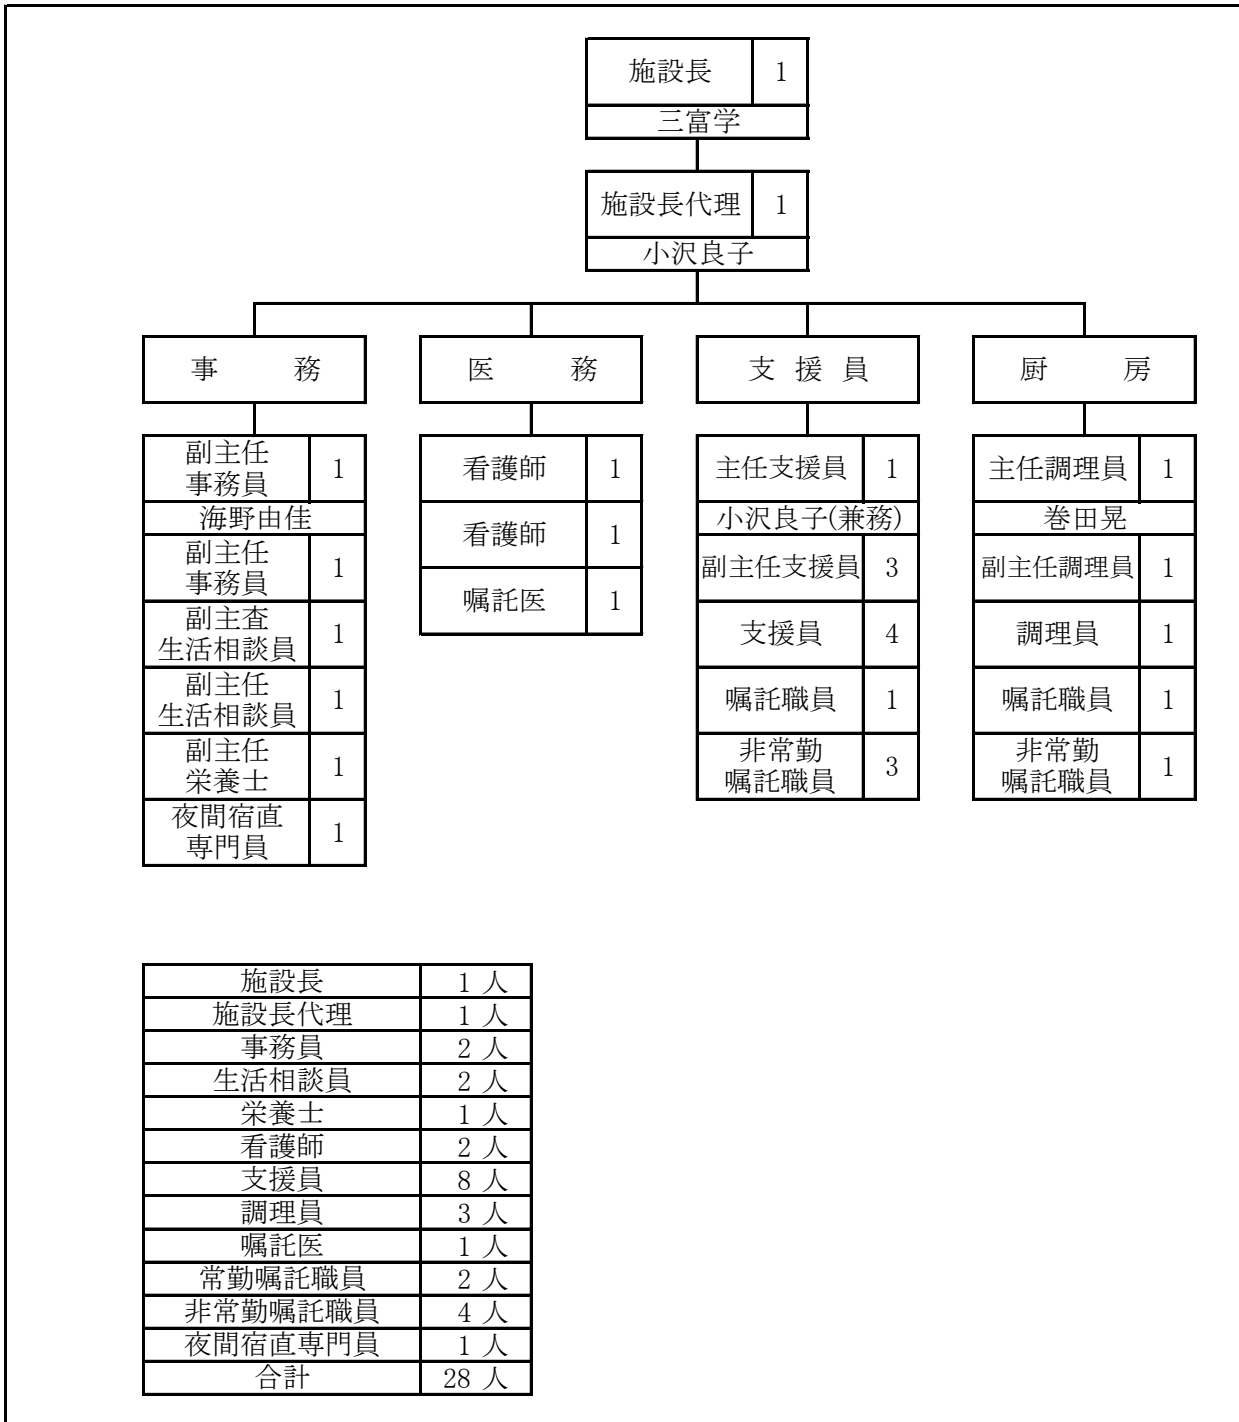 施設長 1
三富学
施設長代理 1
小沢良子
事務 医務 支援員 厨房
副主任
事務員 1
海野由佳
副主任
事務員 1
副主査
生活相談員 1
副主任
生活相談員 1
副主任
栄養士 1
夜間宿直
専門員 1
看護師 1
看護師 1
嘱託医 1
主任支援員 1
小沢良子(兼務)
副主任支援員 3
支援員 4
嘱託職員 1
非常勤
嘱託職員 3
主任調理員 1
巻田晃
副主任調理員 1
調理員 1
嘱託職員 1
非常勤
嘱託職員 1
施設長 1 人
施設長代理 1 人
事務員 2 人
生活相談員 2 人
栄養士 1 人
看護師 2 人
支援員 8 人
調理員 3 人
嘱託医 1 人
常勤嘱託職員 2 人
非常勤嘱託職員 4 人
夜間宿直専門員 1 人
合計 28 人